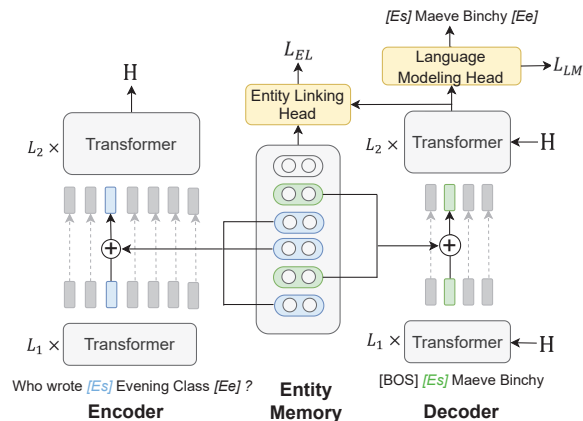 [Es] Maeve Binchy [Ee]
L_EL
Language
Modeling Head
L_LM
H
Entity Linking
Head
L_2 × Transformer
L_2 × Transformer
H
+
+
L_1 × Transformer
L_1 × Transformer
H
Who wrote [Es] Evening Class [Ee] ?
[BOS] [Es] Maeve Binchy
Encoder
Entity
Memory
Decoder